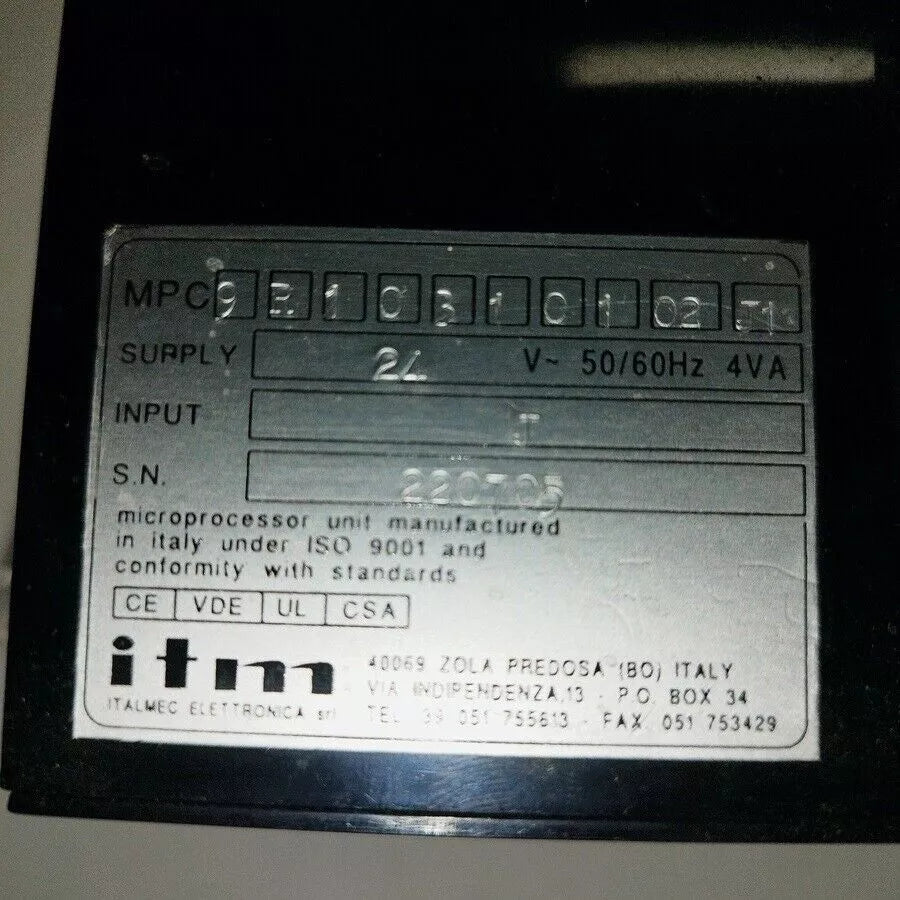 MPC 9 B 1 0 3 1 0 1 02 J1
SUPPLY 24 V~ 50/60Hz 4VA
INPUT J
S.N. 220705
microprocessor unit manufactured
in italy under ISO 9001 and
conformity with standards
CE VDE UL CSA
itm
ITALMEC ELETTRONICA srl
40069 ZOLA PREDOSA (BO) ITALY
VIA INDIPENDENZA,13 - P.O. BOX 34
TEL. 39 051 755613 - FAX 051 753429